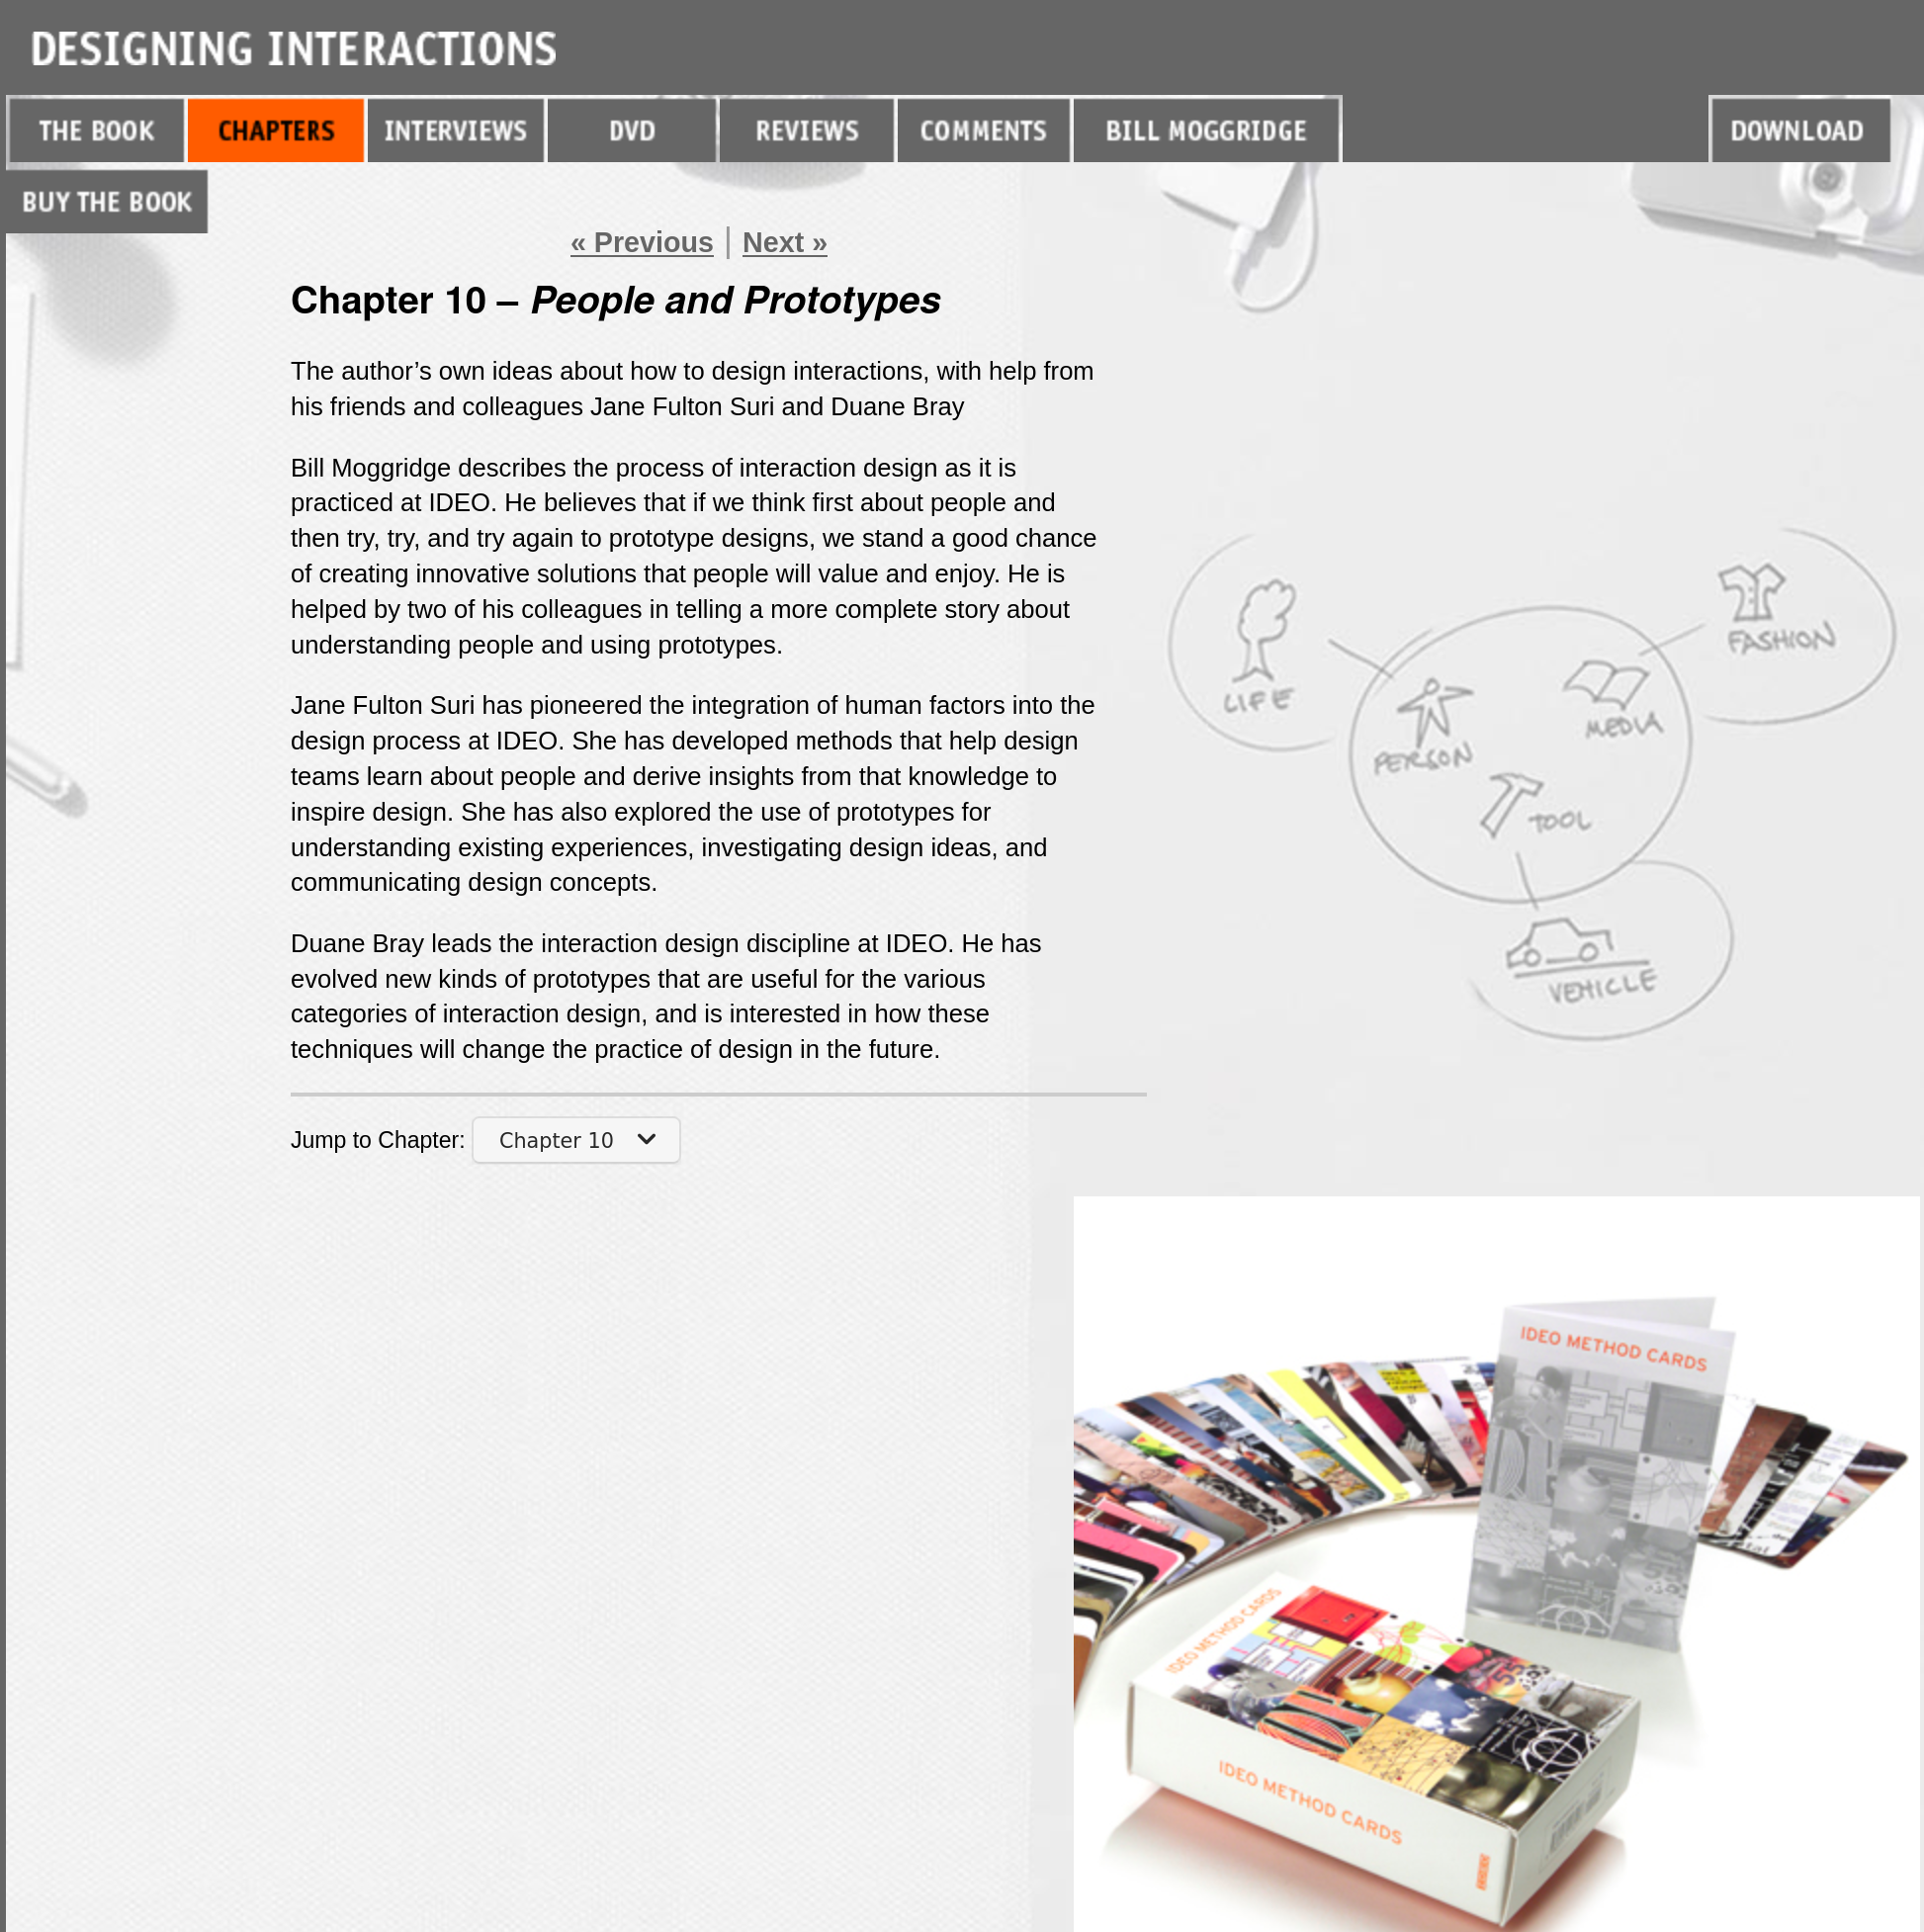 DESIGNING INTERACTIONS
THE BOOK
CHAPTERS
INTERVIEWS
DVD
REVIEWS
COMMENTS
BILL MOGGRIDGE
DOWNLOAD
BUY THE BOOK
« Previous | Next »
Chapter 10 – People and Prototypes
The author’s own ideas about how to design interactions, with help from
his friends and colleagues Jane Fulton Suri and Duane Bray
Bill Moggridge describes the process of interaction design as it is
practiced at IDEO. He believes that if we think first about people and
then try, try, and try again to prototype designs, we stand a good chance
of creating innovative solutions that people will value and enjoy. He is
helped by two of his colleagues in telling a more complete story about
understanding people and using prototypes.
Jane Fulton Suri has pioneered the integration of human factors into the
design process at IDEO. She has developed methods that help design
teams learn about people and derive insights from that knowledge to
inspire design. She has also explored the use of prototypes for
understanding existing experiences, investigating design ideas, and
communicating design concepts.
Duane Bray leads the interaction design discipline at IDEO. He has
evolved new kinds of prototypes that are useful for the various
categories of interaction design, and is interested in how these
techniques will change the practice of design in the future.
Jump to Chapter: Chapter 10
LIFE
PERSON
MEDIA
TOOL
FASHION
VEHICLE
IDEO METHOD CARDS
IDEO METHOD CARDS
IDEO METHOD CARDS